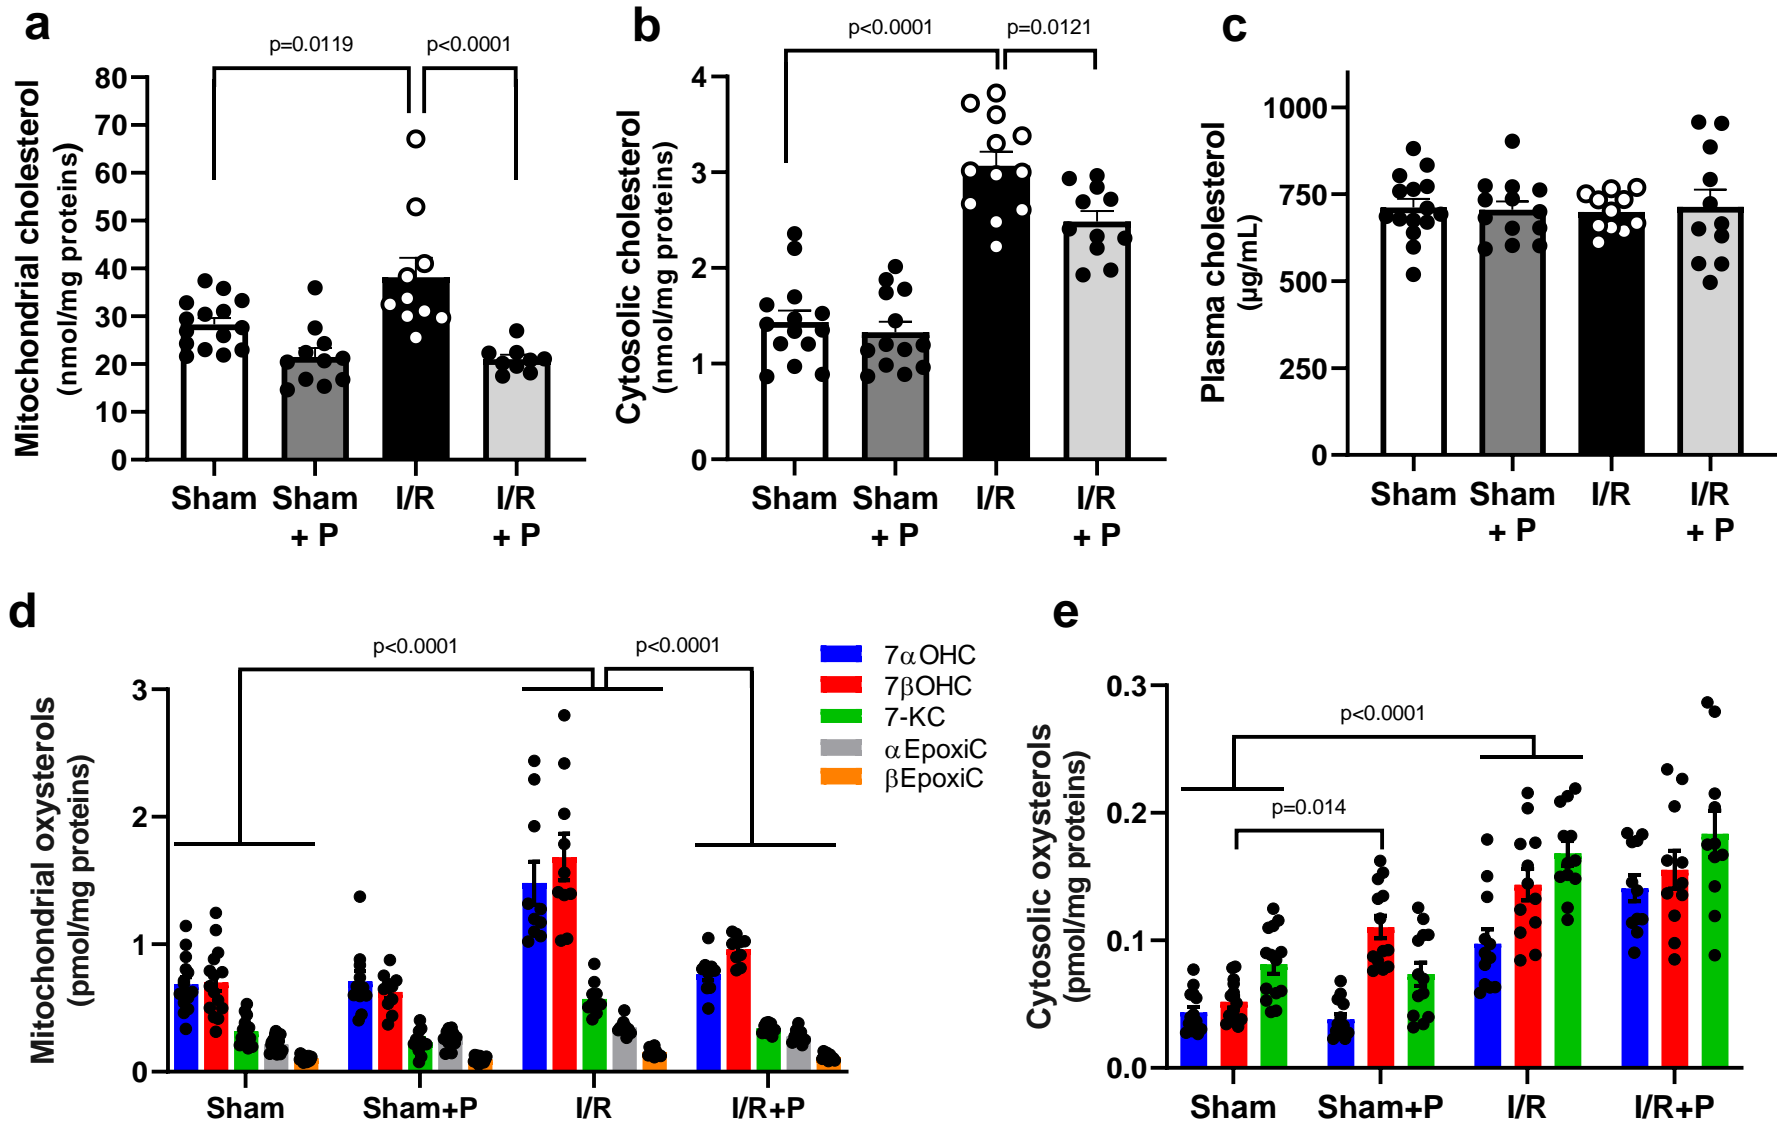 a
p=0.0119
p<0.0001
Mitochondrial cholesterol
(nmol/mg proteins)
80
70
60
50
40
30
20
10
0
Sham
Sham
+ P
I/R
I/R
+ P
b
p<0.0001
p=0.0121
Cytosolic cholesterol
(nmol/mg proteins)
4
3
2
1
0
Sham
Sham
+ P
I/R
I/R
+ P
c
Plasma cholesterol
(µg/mL)
1000
750
500
250
0
Sham
Sham
+ P
I/R
I/R
+ P
d
p<0.0001
p<0.0001
Mitochondrial oxysterols
(pmol/mg proteins)
3
2
1
0
Sham
Sham+P
I/R
I/R+P
7αOHC
7βOHC
7-KC
αEpoxiC
βEpoxiC
e
p<0.0001
p=0.014
Cytosolic oxysterols
(pmol/mg proteins)
0.3
0.2
0.1
0.0
Sham
Sham+P
I/R
I/R+P